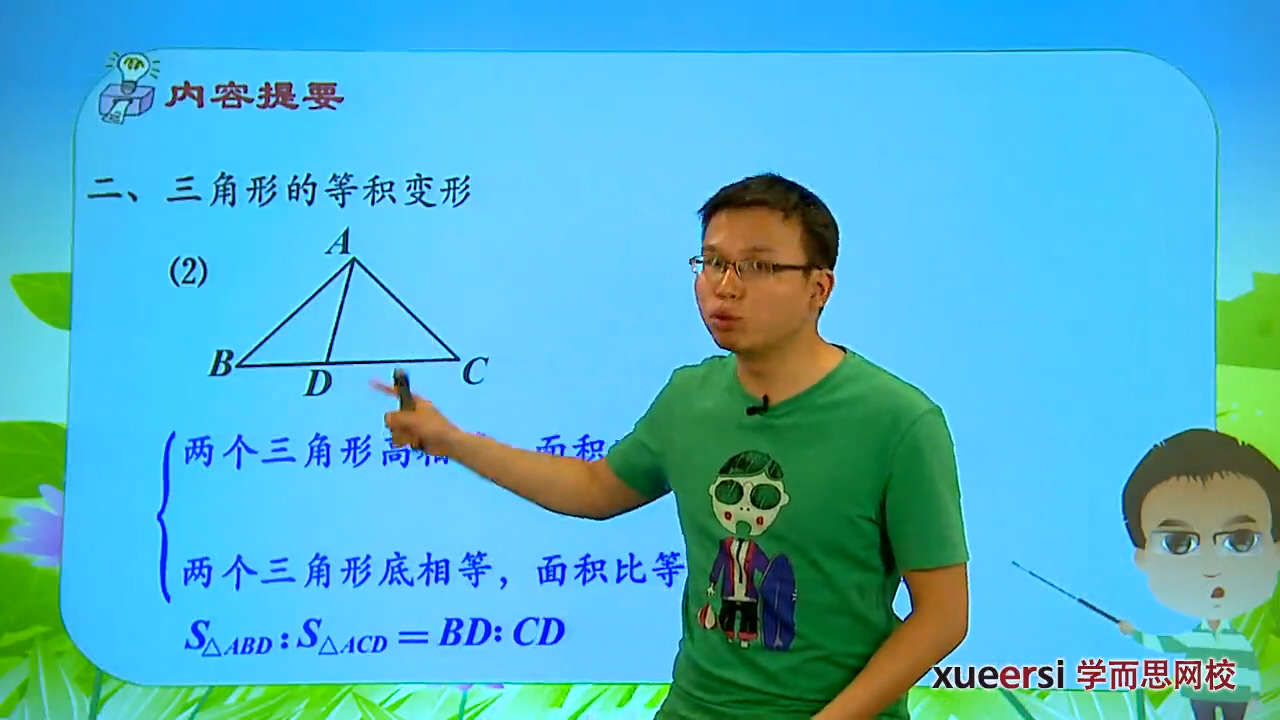 内容提要
二、三角形的等积变形
(2)
A
B
D
C
两个三角形高相 面积
两个三角形底相等，面积比等
S△ABD : S△ACD = BD : CD
xueersi 学而思网校